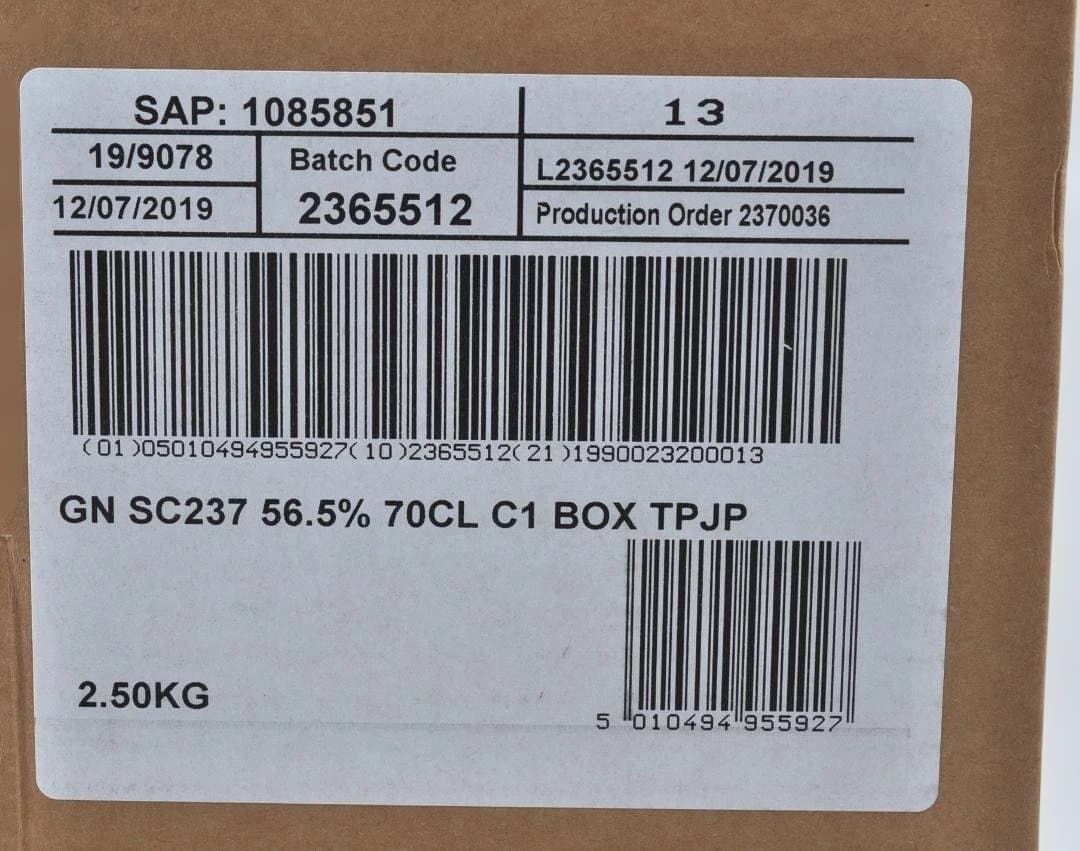 SAP: 1085851
13
19/9078
Batch Code
L2365512 12/07/2019
12/07/2019
2365512
Production Order 2370036
(01)05010494955927(10)2365512(21)1990023200013
GN SC237 56.5% 70CL C1 BOX TPJP
2.50KG
5 010494 955927